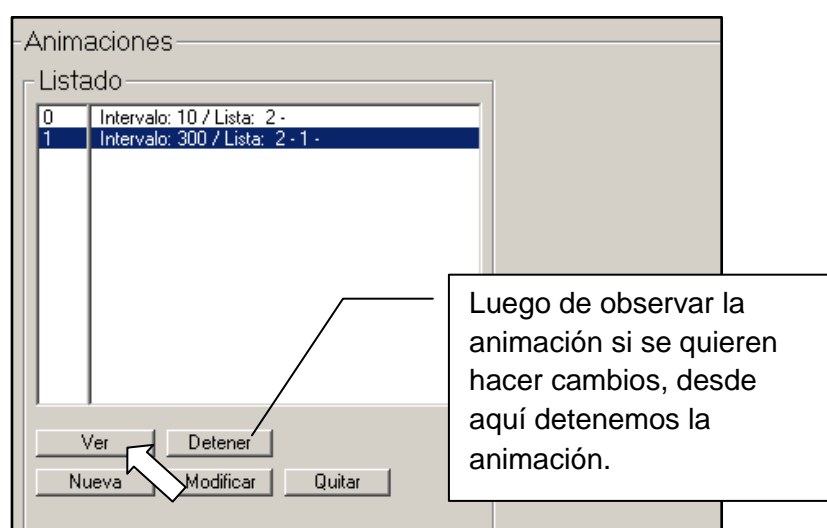 Animaciones
Listado
0 Intervalo: 10 / Lista: 2 -
1 Intervalo: 300 / Lista: 2 - 1 -
Luego de observar la
animación si se quieren
hacer cambios, desde
aquí detenemos la
animación.
Ver Detener
Nueva Modificar Quitar